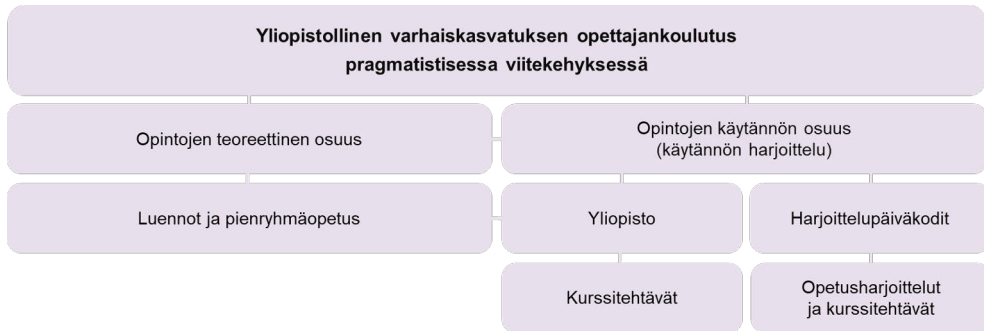 Yliopistollinen varhaiskasvatuksen opettajankoulutus
pragmatistisessa viitekehyksessä
Opintojen teoreettinen osuus
Opintojen käytännön osuus
(käytännön harjoittelu)
Luennot ja pienryhmäopetus
Yliopisto
Harjoittelupäiväkodit
Kurssitehtävät
Opetusharjoittelut
ja kurssitehtävät